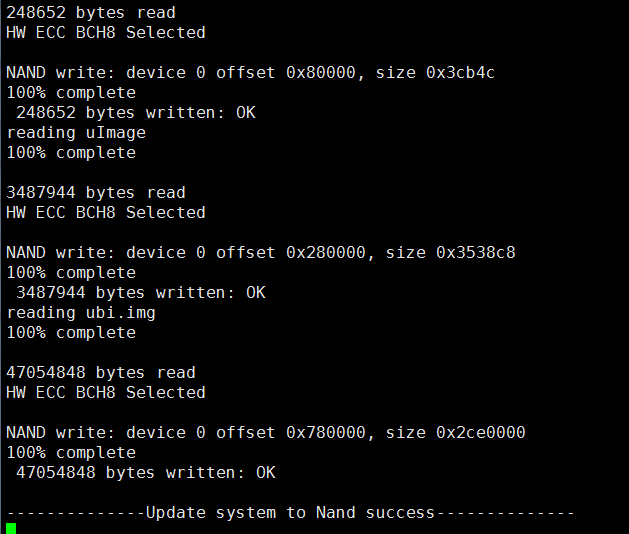 248652 bytes read
HW ECC BCH8 Selected
NAND write: device 0 offset 0x80000, size 0x3cb4c
100% complete
248652 bytes written: OK
reading uImage
100% complete
3487944 bytes read
HW ECC BCH8 Selected
NAND write: device 0 offset 0x280000, size 0x3538c8
100% complete
3487944 bytes written: OK
reading ubi.img
100% complete
47054848 bytes read
HW ECC BCH8 Selected
NAND write: device 0 offset 0x780000, size 0x2ce0000
100% complete
47054848 bytes written: OK
--------------Update system to Nand success--------------